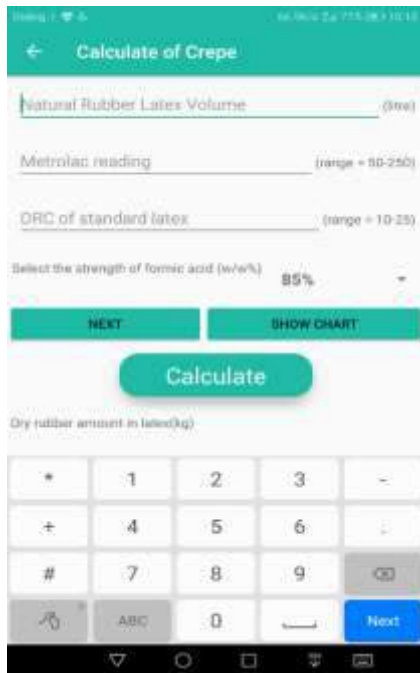 Calculate of Crepe
Natural Rubber Latex Volume
Metrolac reading (range = 50-250)
DRC of standard latex (range = 10-25)
Select the strength of formic acid (w/w%) 85%
NEXT SHOW CHART
Calculate
Dry rubber amount in latex(kg)
* 1 2 3 -
+ 4 5 6 .
# 7 8 9
ABC 0 Next